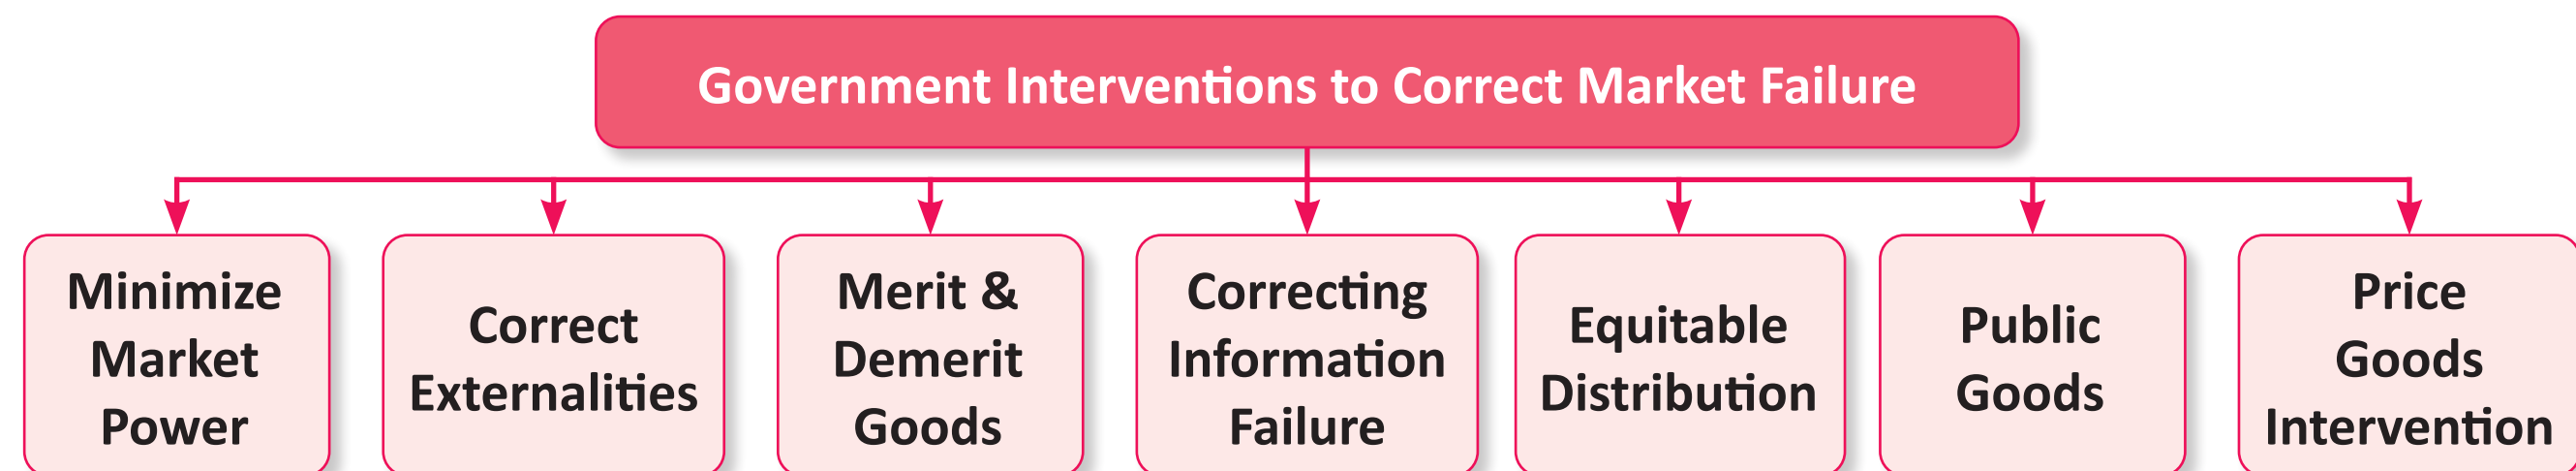 Government Interventions to Correct Market Failure
Minimize
Market
Power
Correct
Externalities
Merit &
Demerit
Goods
Correcting
Information
Failure
Equitable
Distribution
Public
Goods
Price
Goods
Intervention